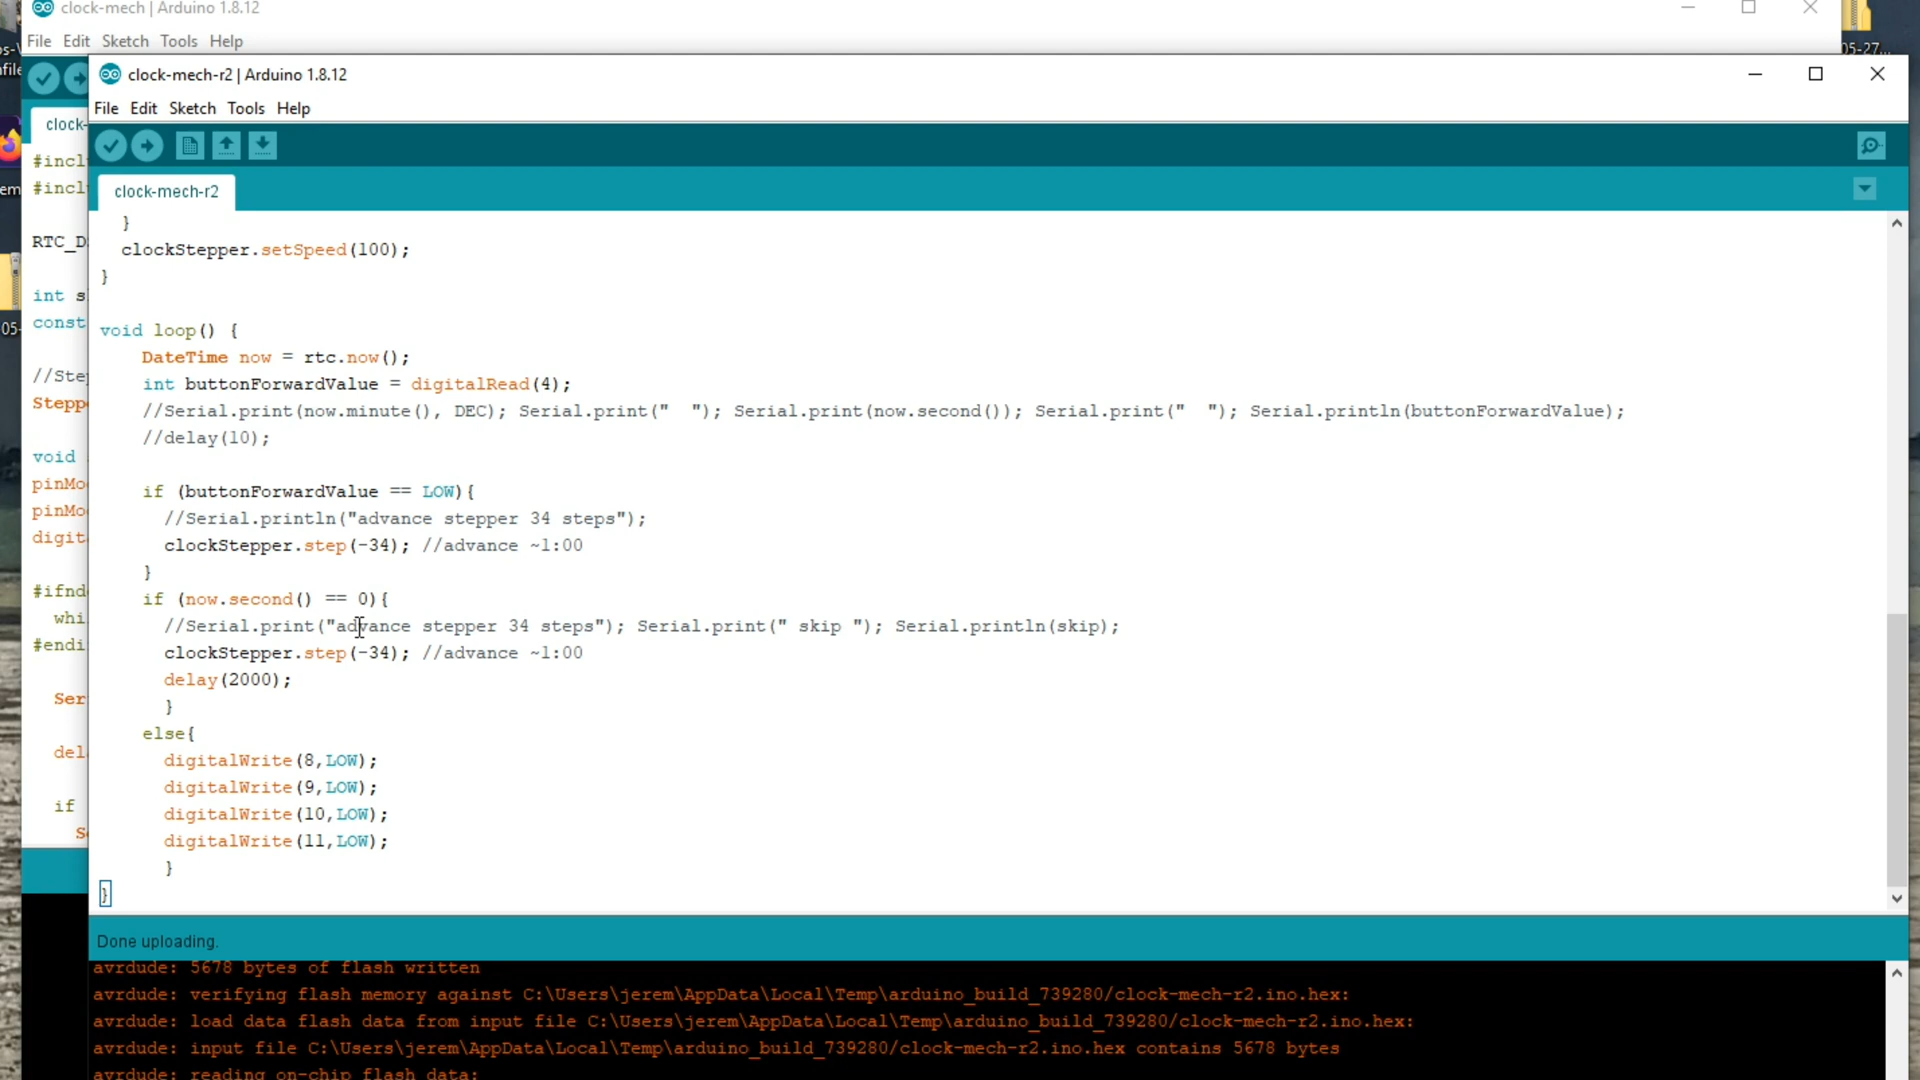 clock-mech | Arduino 1.8.12
File Edit Sketch Tools Help
05-27...
clock-mech-r2 | Arduino 1.8.12
File Edit Sketch Tools Help
clock-
#incl
#incl
RTC_D
int s
const
//Ste
Steppe
void
pinMo
pinMo
digit
#ifnd
whi
#endi
Ser
del
if
Se
clock-mech-r2
}
clockStepper.setSpeed(100);
}
void loop() {
DateTime now = rtc.now();
int buttonForwardValue = digitalRead(4);
//Serial.print(now.minute(), DEC); Serial.print("  "); Serial.print(now.second()); Serial.print("  "); Serial.println(buttonForwardValue);
//delay(10);
if (buttonForwardValue == LOW){
//Serial.println("advance stepper 34 steps");
clockStepper.step(-34); //advance ~1:00
}
if (now.second() == 0){
//Serial.print("advance stepper 34 steps"); Serial.print(" skip "); Serial.println(skip);
clockStepper.step(-34); //advance ~1:00
delay(2000);
}
else{
digitalWrite(8,LOW);
digitalWrite(9,LOW);
digitalWrite(10,LOW);
digitalWrite(11,LOW);
}
}
Done uploading.
avrdude: 5678 bytes of flash written
avrdude: verifying flash memory against C:\Users\jerem\AppData\Local\Temp\arduino_build_739280/clock-mech-r2.ino.hex:
avrdude: load data flash data from input file C:\Users\jerem\AppData\Local\Temp\arduino_build_739280/clock-mech-r2.ino.hex:
avrdude: input file C:\Users\jerem\AppData\Local\Temp\arduino_build_739280/clock-mech-r2.ino.hex contains 5678 bytes
avrdude: reading on-chip flash data: